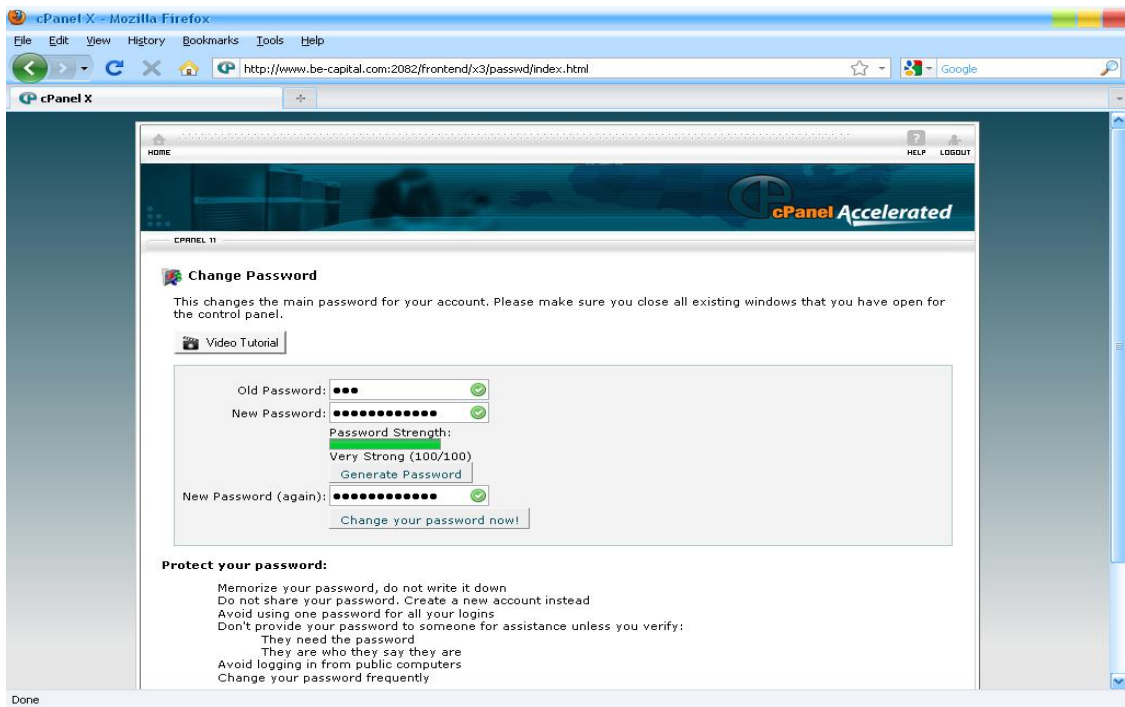 cPanel X - Mozilla Firefox
File Edit View History Bookmarks Tools Help
http://www.be-capital.com:2082/frontend/x3/passwd/index.html
Google
cPanel X
HOME
HELP LOGOUT
cPanel Accelerated
CPANEL 11
Change Password
This changes the main password for your account. Please make sure you close all existing windows that you have open for
the control panel.
Video Tutorial
Old Password: ●●●
New Password: ●●●●●●●●●●●●
Password Strength:
Very Strong (100/100)
Generate Password
New Password (again): ●●●●●●●●●●●●
Change your password now!
Protect your password:
Memorize your password, do not write it down
Do not share your password. Create a new account instead
Avoid using one password for all your logins
Don't provide your password to someone for assistance unless you verify:
They need the password
They are who they say they are
Avoid logging in from public computers
Change your password frequently
Done